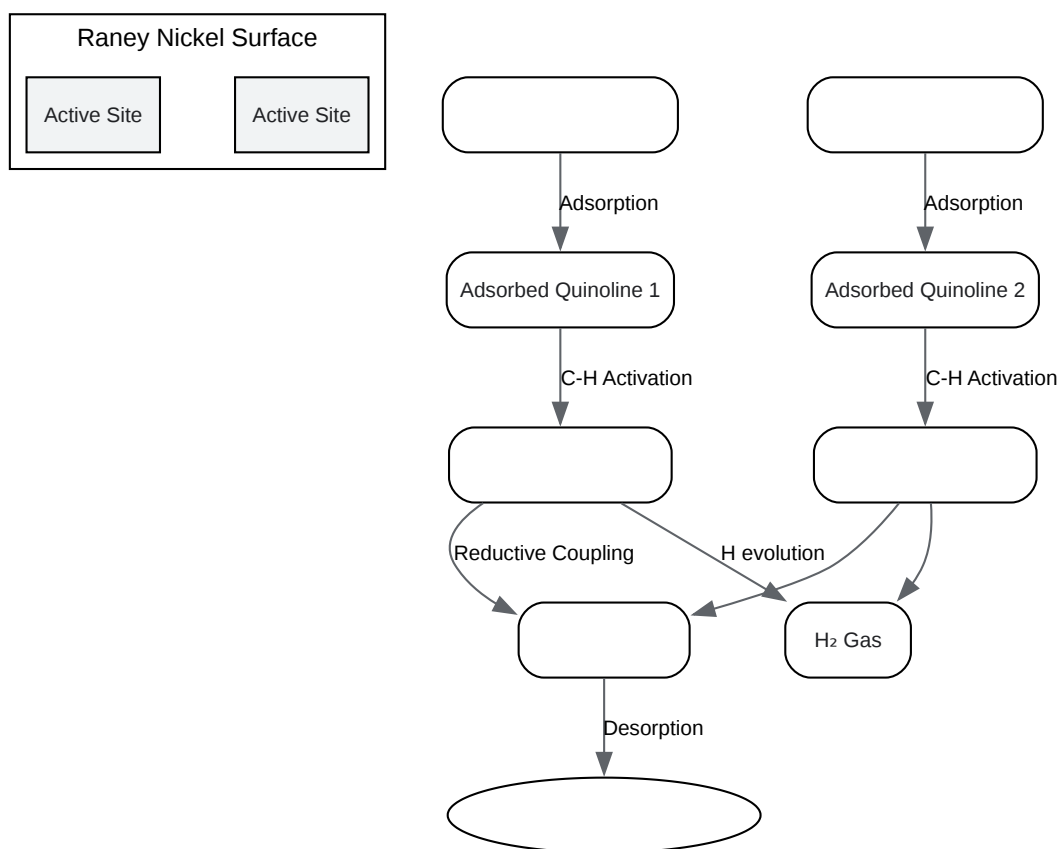 Raney Nickel Surface
Active Site
Active Site
Adsorption
Adsorption
Adsorbed Quinoline 1
Adsorbed Quinoline 2
C-H Activation
C-H Activation
Reductive Coupling
H evolution
H₂ Gas
Desorption